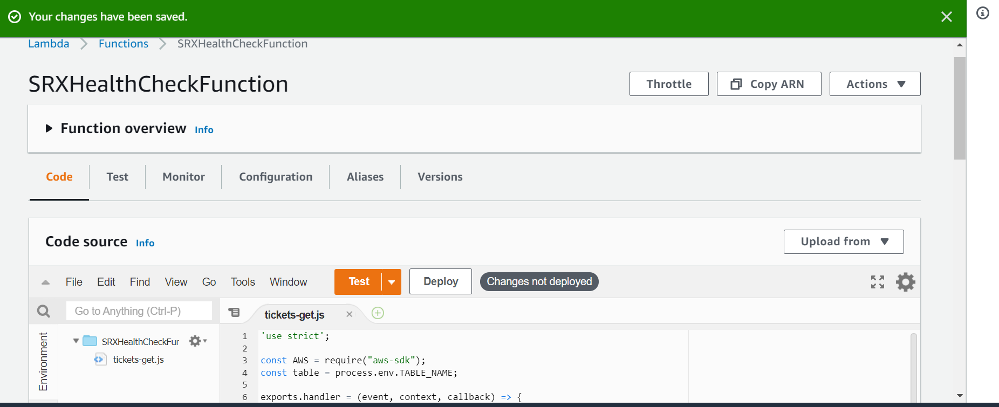 Your changes have been saved.
Lambda Functions SRXHealthCheckFunction
SRXHealthCheckFunction
Throttle Copy ARN Actions
Function overview Info
Code Test Monitor Configuration Aliases Versions
Code source Info
Upload from
File Edit Find View Go Tools Window Test Deploy Changes not deployed
Go to Anything (Ctrl-P)
tickets-get.js
Environment
SRXHealthCheckFur
tickets-get.js
1 'use strict';
2
3 const AWS = require("aws-sdk");
4 const table = process.env.TABLE_NAME;
5
6 exports.handler = (event, context, callback) => {